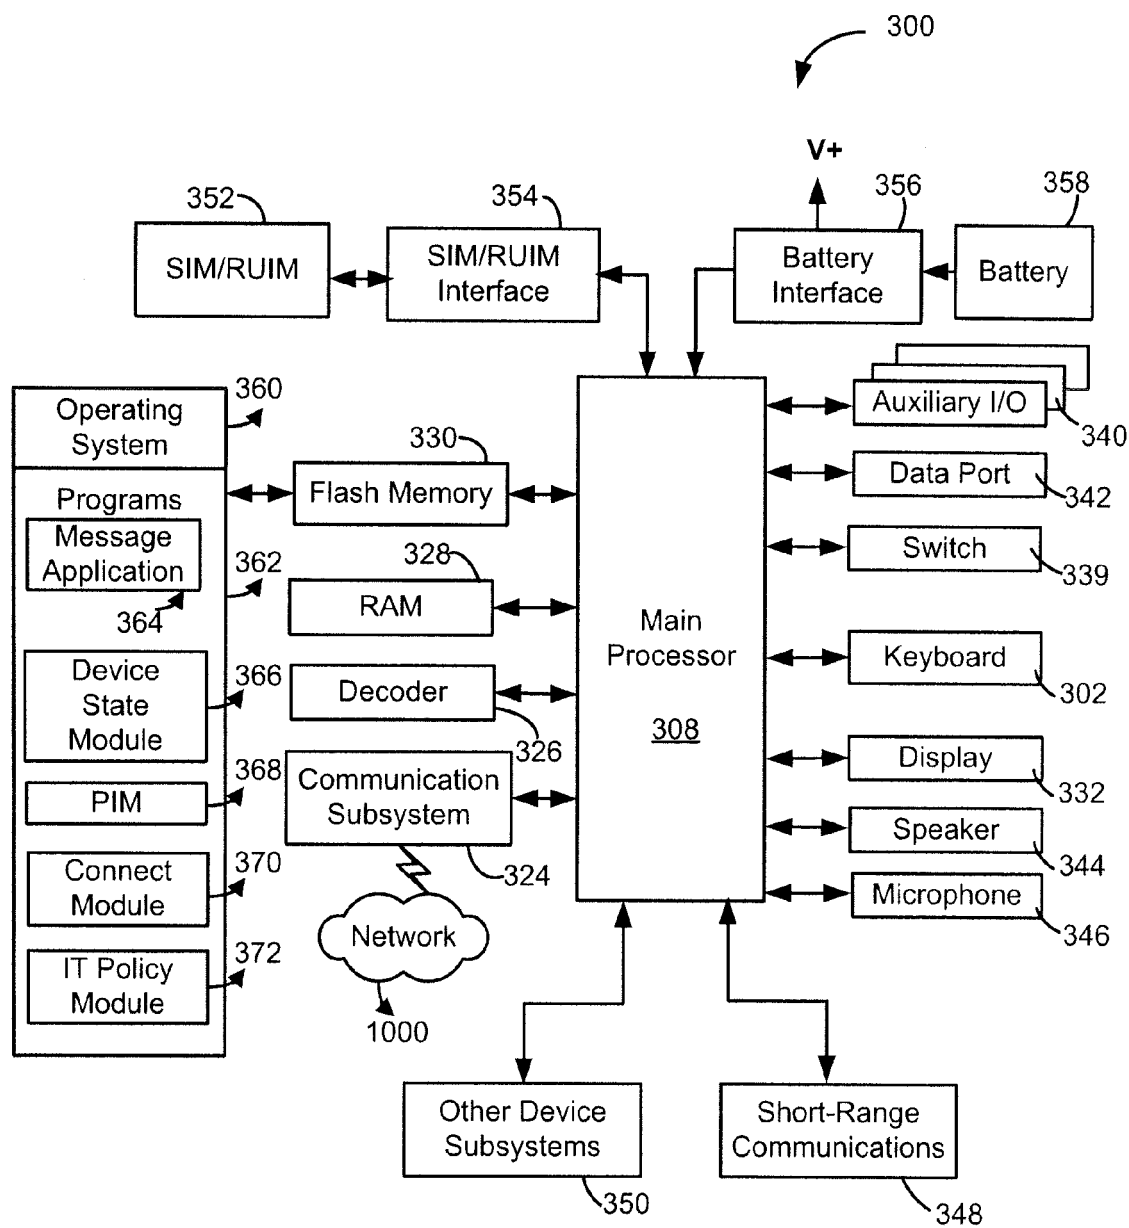 300
V+
352
354
356
358
SIM/RUIM
SIM/RUIM
Interface
Battery
Interface
Battery
360
Operating
System
Programs
Message
Application
364
362
Device
State
Module
366
PIM
368
Connect
Module
370
IT Policy
Module
372
330
Flash Memory
328
RAM
Decoder
326
Communication
Subsystem
324
Network
1000
Main
Processor
308
Auxiliary I/O
340
Data Port
342
Switch
339
Keyboard
302
Display
332
Speaker
344
Microphone
346
Other Device
Subsystems
350
Short-Range
Communications
348